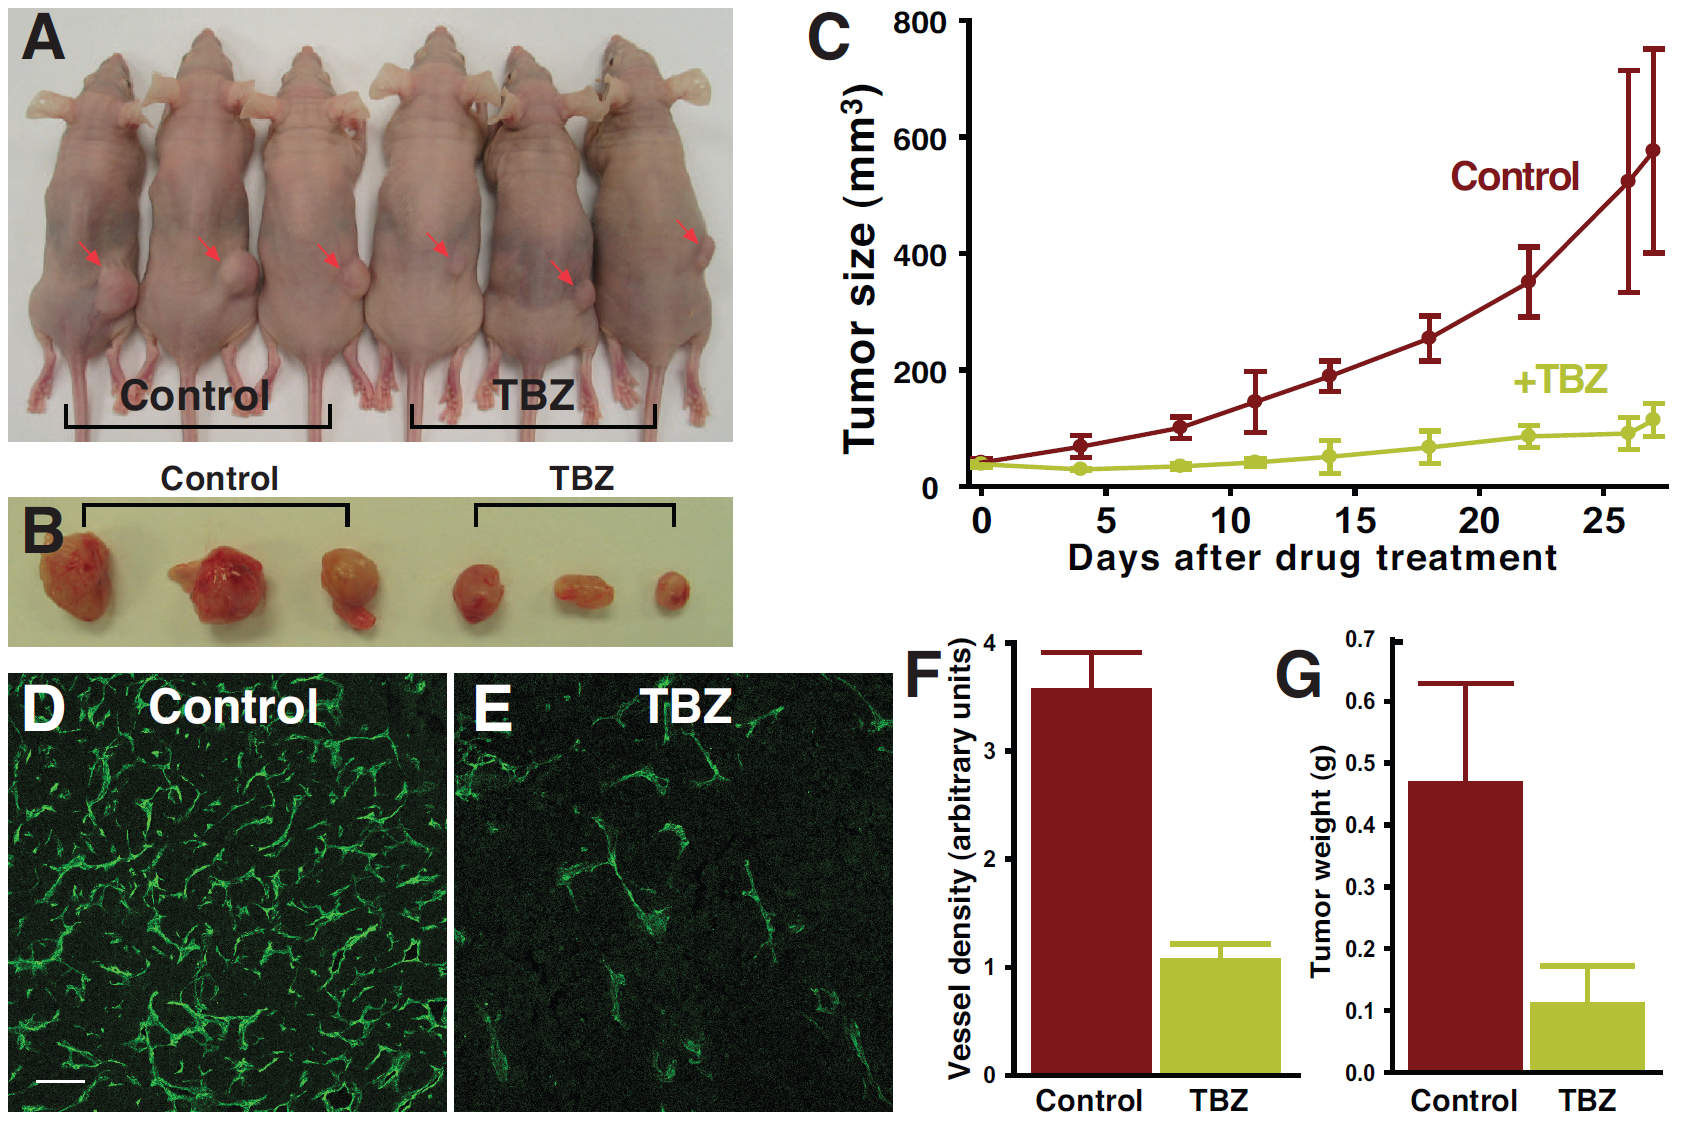 A
Control
TBZ
Control
TBZ
B
C
800
600
400
200
0
Tumor size (mm³)
Control
+TBZ
0 5 10 15 20 25
Days after drug treatment
D
Control
E
TBZ
F
Vessel density (arbitrary units)
4
3
2
1
0
Control TBZ
G
Tumor weight (g)
0.7
0.6
0.5
0.4
0.3
0.2
0.1
0.0
Control TBZ